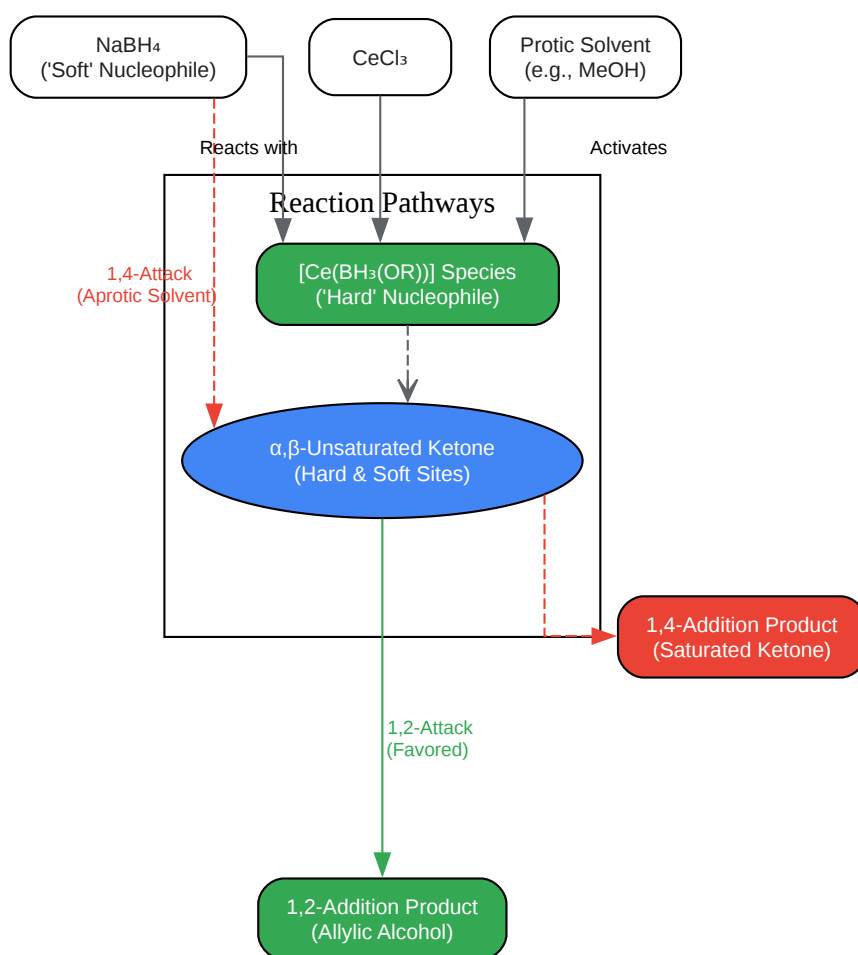 NaBH₄
('Soft' Nucleophile)
CeCl₃
Protic Solvent
(e.g., MeOH)
Reacts with
Activates
Reaction Pathways
[Ce(BH₃(OR))] Species
('Hard' Nucleophile)
1,4-Attack
(Aprotic Solvent)
α,β-Unsaturated Ketone
(Hard & Soft Sites)
1,4-Addition Product
(Saturated Ketone)
1,2-Attack
(Favored)
1,2-Addition Product
(Allylic Alcohol)